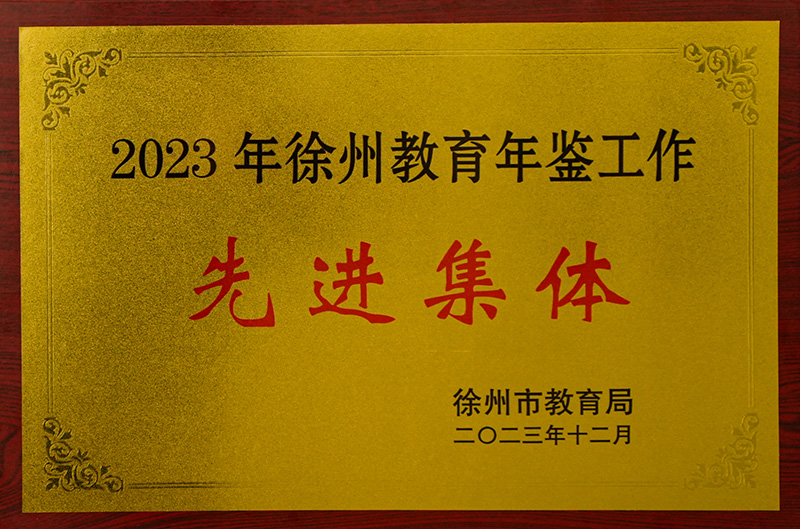 2023 年徐州教育年鉴工作
先进集体
徐州市教育局
二〇二三年十二月